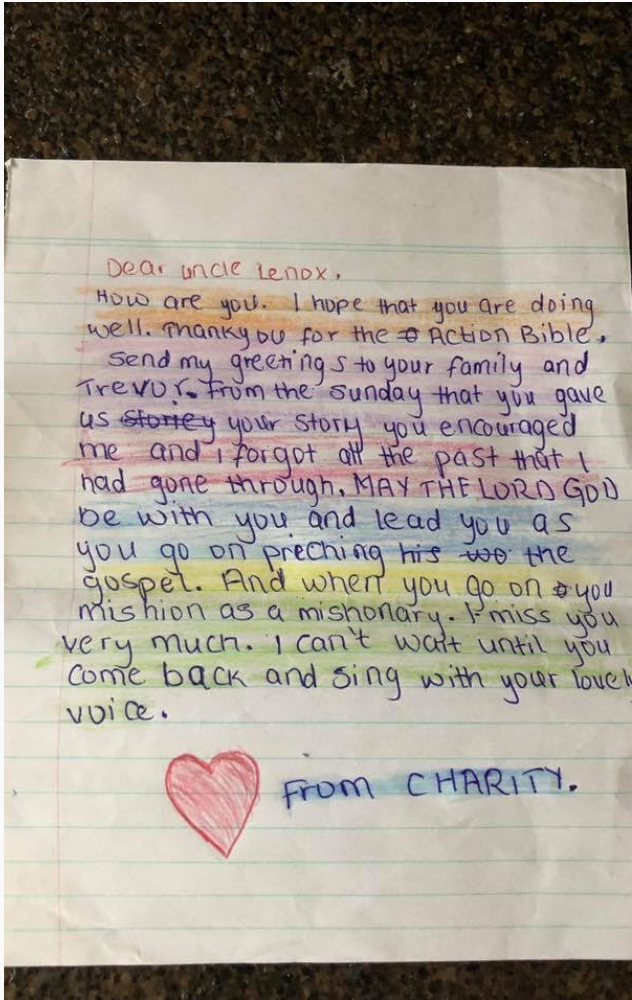 Dear uncle Lenox.
How are you. I hope that you are doing
well. Thankyou for the Action Bible.
Send my greetings to your family and
Trevor. From the Sunday that you gave
us storrey your story you encouraged
me and i forgot all the past that I
had gone through. MAY THE LORD GOD
be with you and lead you as
you go on preching his wo the
gospel. And when you go on you
mishion as a mishonary. I miss you
very much. I can't wait until you
come back and sing with your lovely
voice.
From CHARITY.